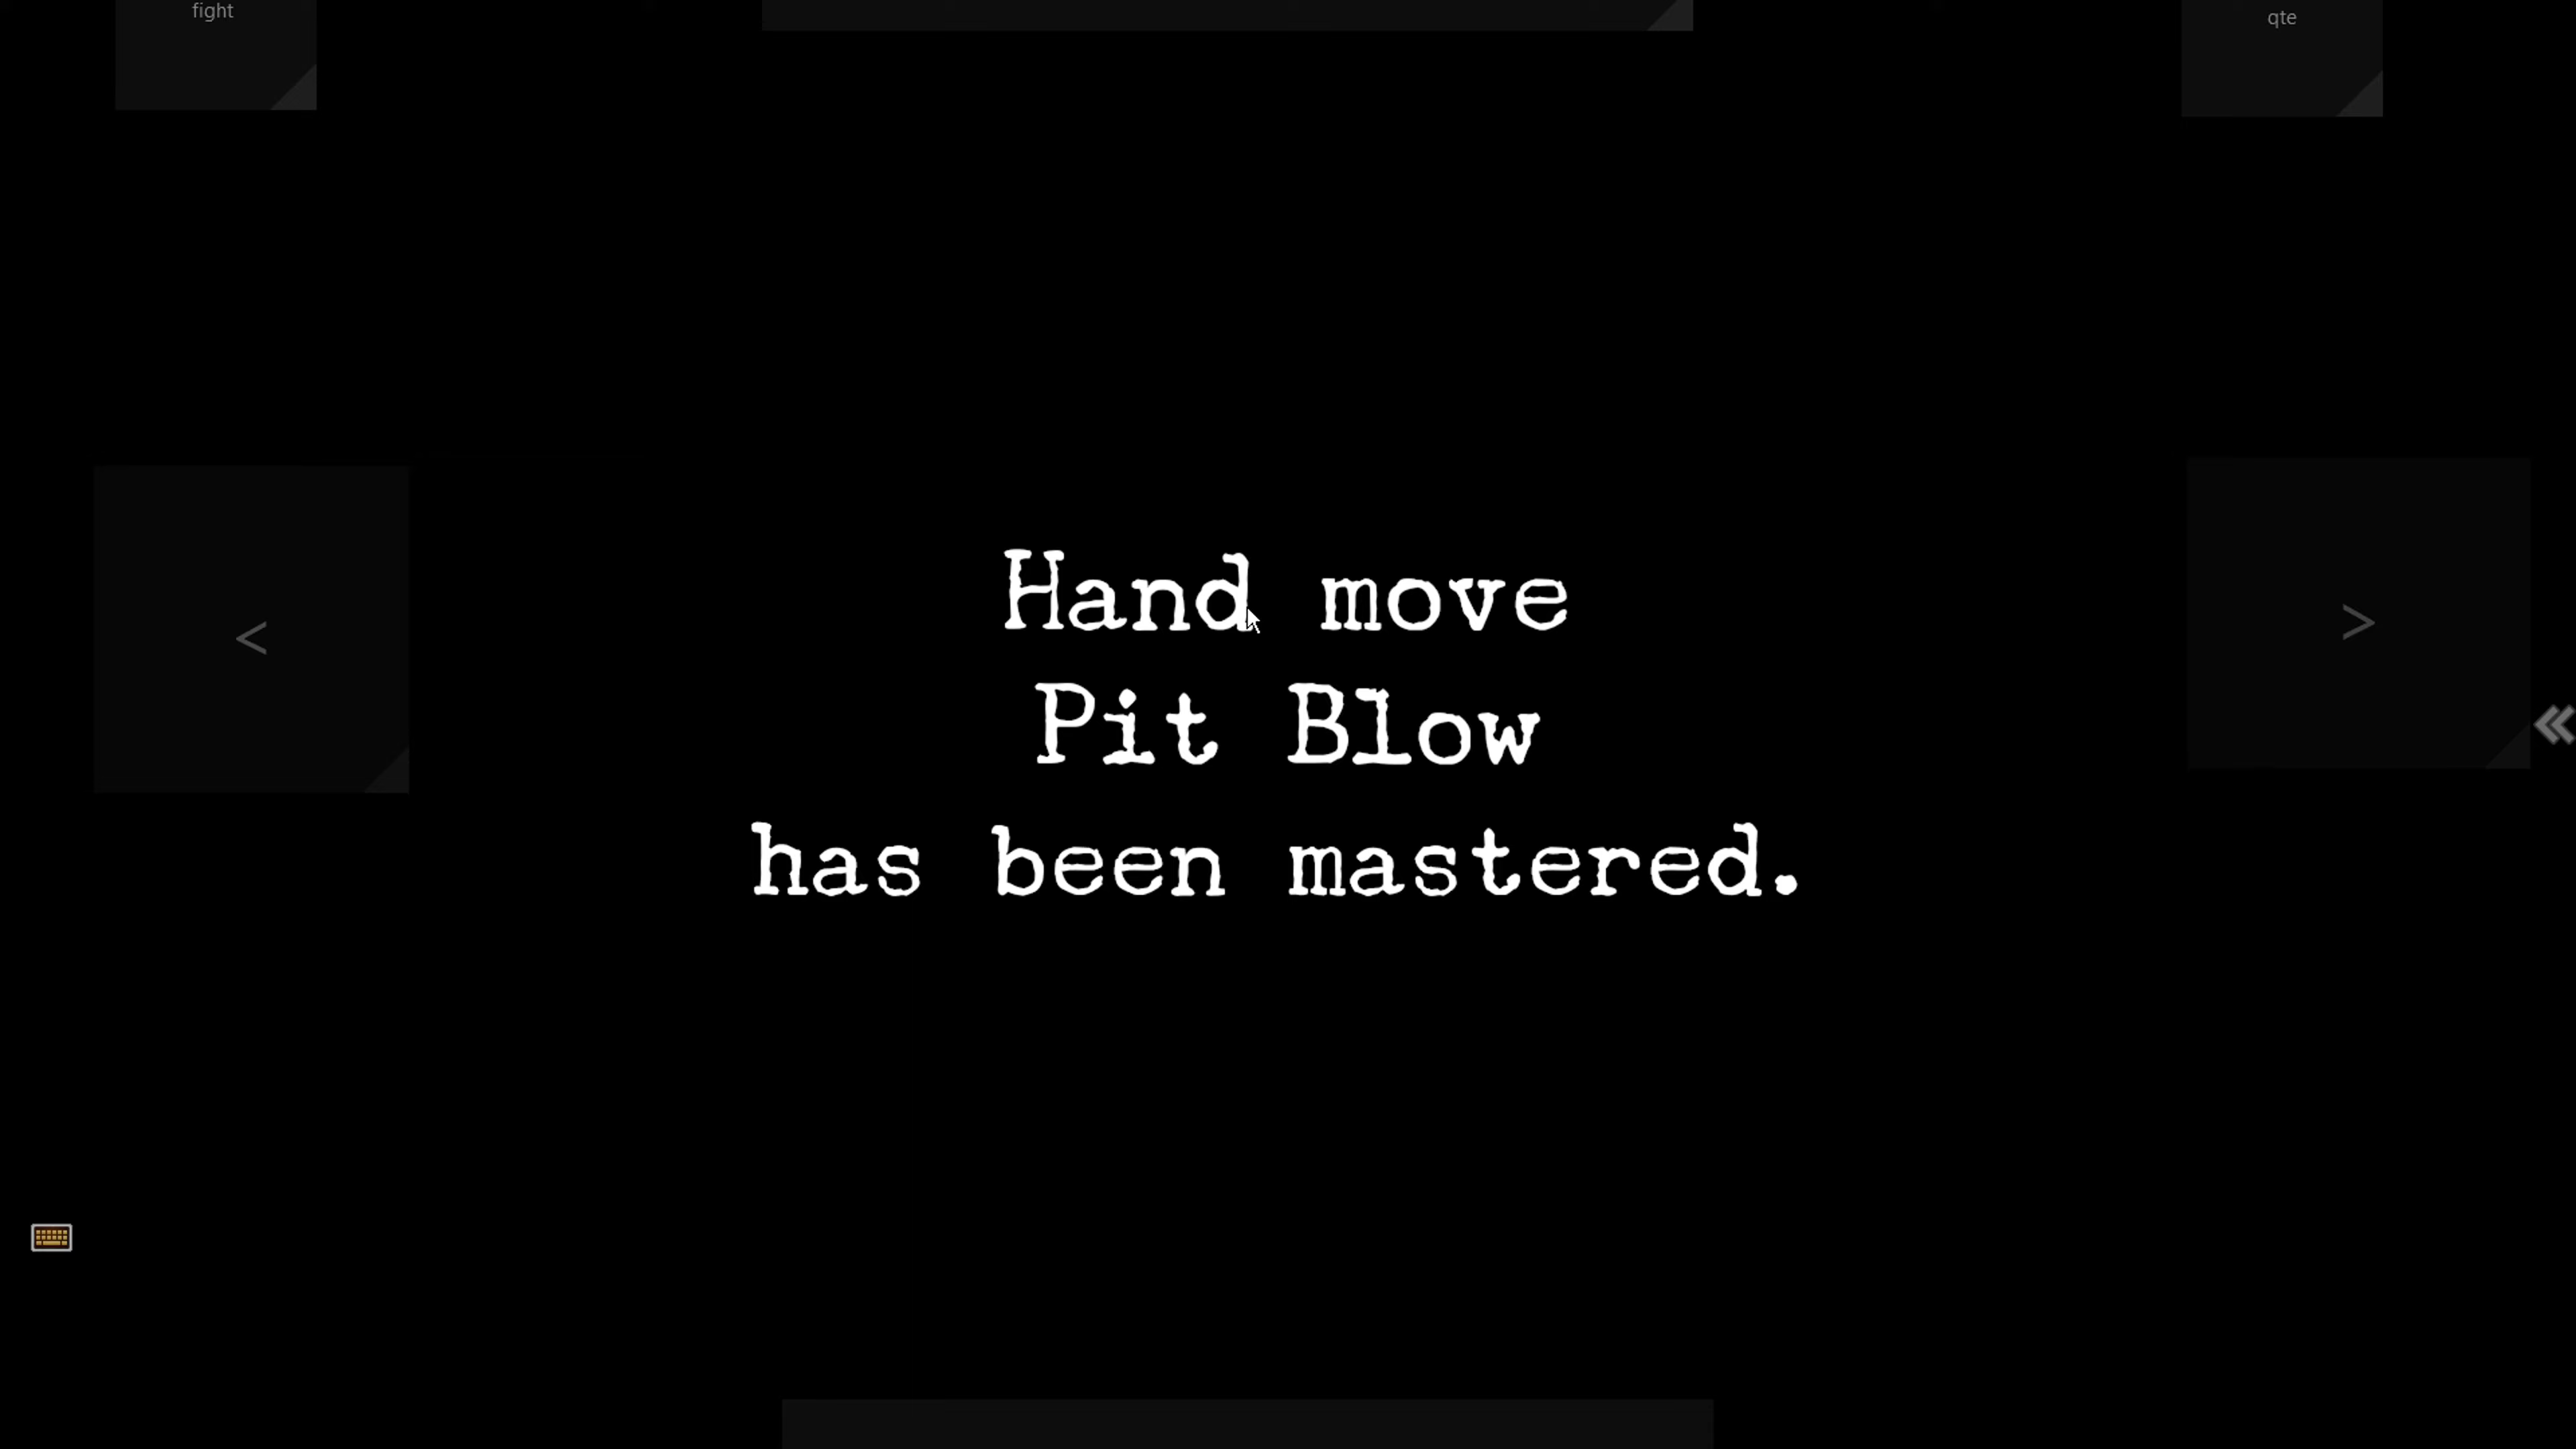 fight
qte
Hand move
<
>
Pit Blow
has been mastered.